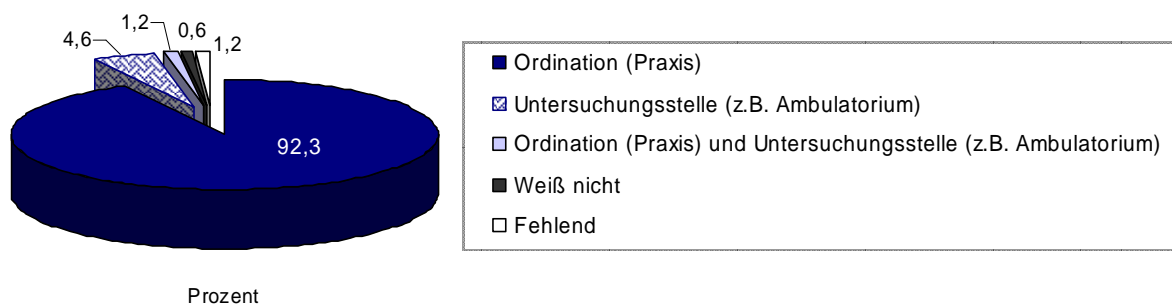 1,2
0,6
4,6
1,2
92,3
Prozent
Ordination (Praxis)
Untersuchungsstelle (z.B. Ambulatorium)
Ordination (Praxis) und Untersuchungsstelle (z.B. Ambulatorium)
Weiß nicht
Fehlend